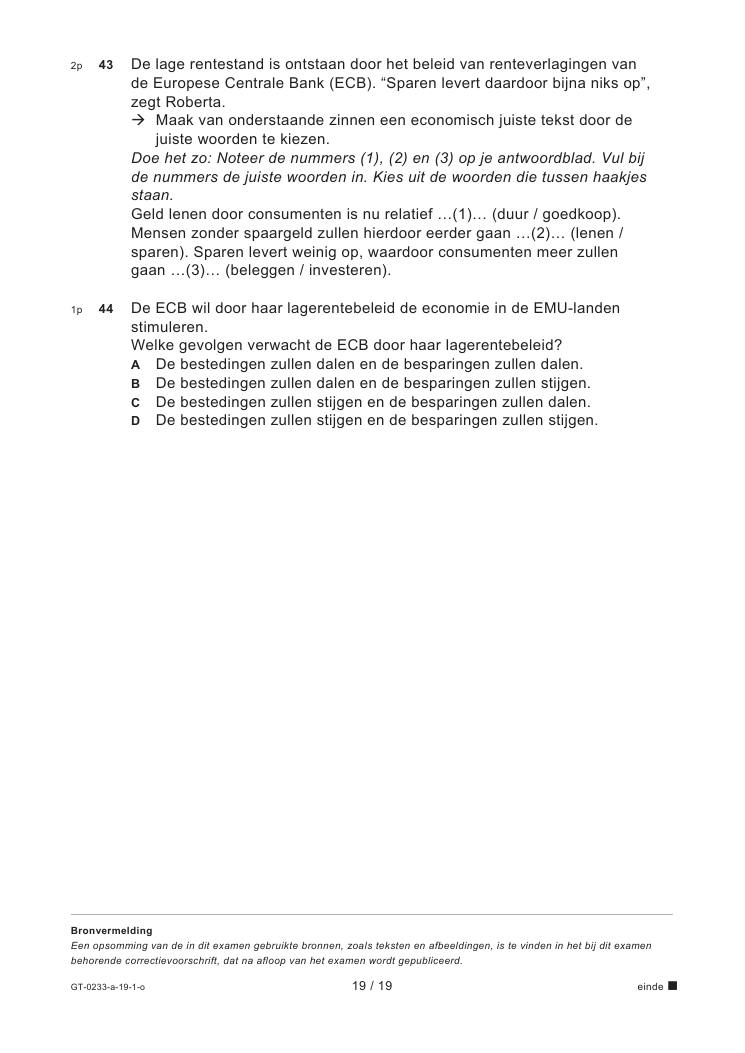 2p 43 De lage rentestand is ontstaan door het beleid van renteverlagingen van
de Europese Centrale Bank (ECB). “Sparen levert daardoor bijna niks op”,
zegt Roberta.
→ Maak van onderstaande zinnen een economisch juiste tekst door de
juiste woorden te kiezen.
Doe het zo: Noteer de nummers (1), (2) en (3) op je antwoordblad. Vul bij
de nummers de juiste woorden in. Kies uit de woorden die tussen haakjes
staan.
Geld lenen door consumenten is nu relatief …(1)… (duur / goedkoop).
Mensen zonder spaargeld zullen hierdoor eerder gaan …(2)… (lenen /
sparen). Sparen levert weinig op, waardoor consumenten meer zullen
gaan …(3)… (beleggen / investeren).
1p 44 De ECB wil door haar lagerentebeleid de economie in de EMU-landen
stimuleren.
Welke gevolgen verwacht de ECB door haar lagerentebeleid?
A De bestedingen zullen dalen en de besparingen zullen dalen.
B De bestedingen zullen dalen en de besparingen zullen stijgen.
C De bestedingen zullen stijgen en de besparingen zullen dalen.
D De bestedingen zullen stijgen en de besparingen zullen stijgen.
Bronvermelding
Een opsomming van de in dit examen gebruikte bronnen, zoals teksten en afbeeldingen, is te vinden in het bij dit examen
behorende correctievoorschrift, dat na afloop van het examen wordt gepubliceerd.
GT-0233-a-19-1-o 19 / 19 einde ■